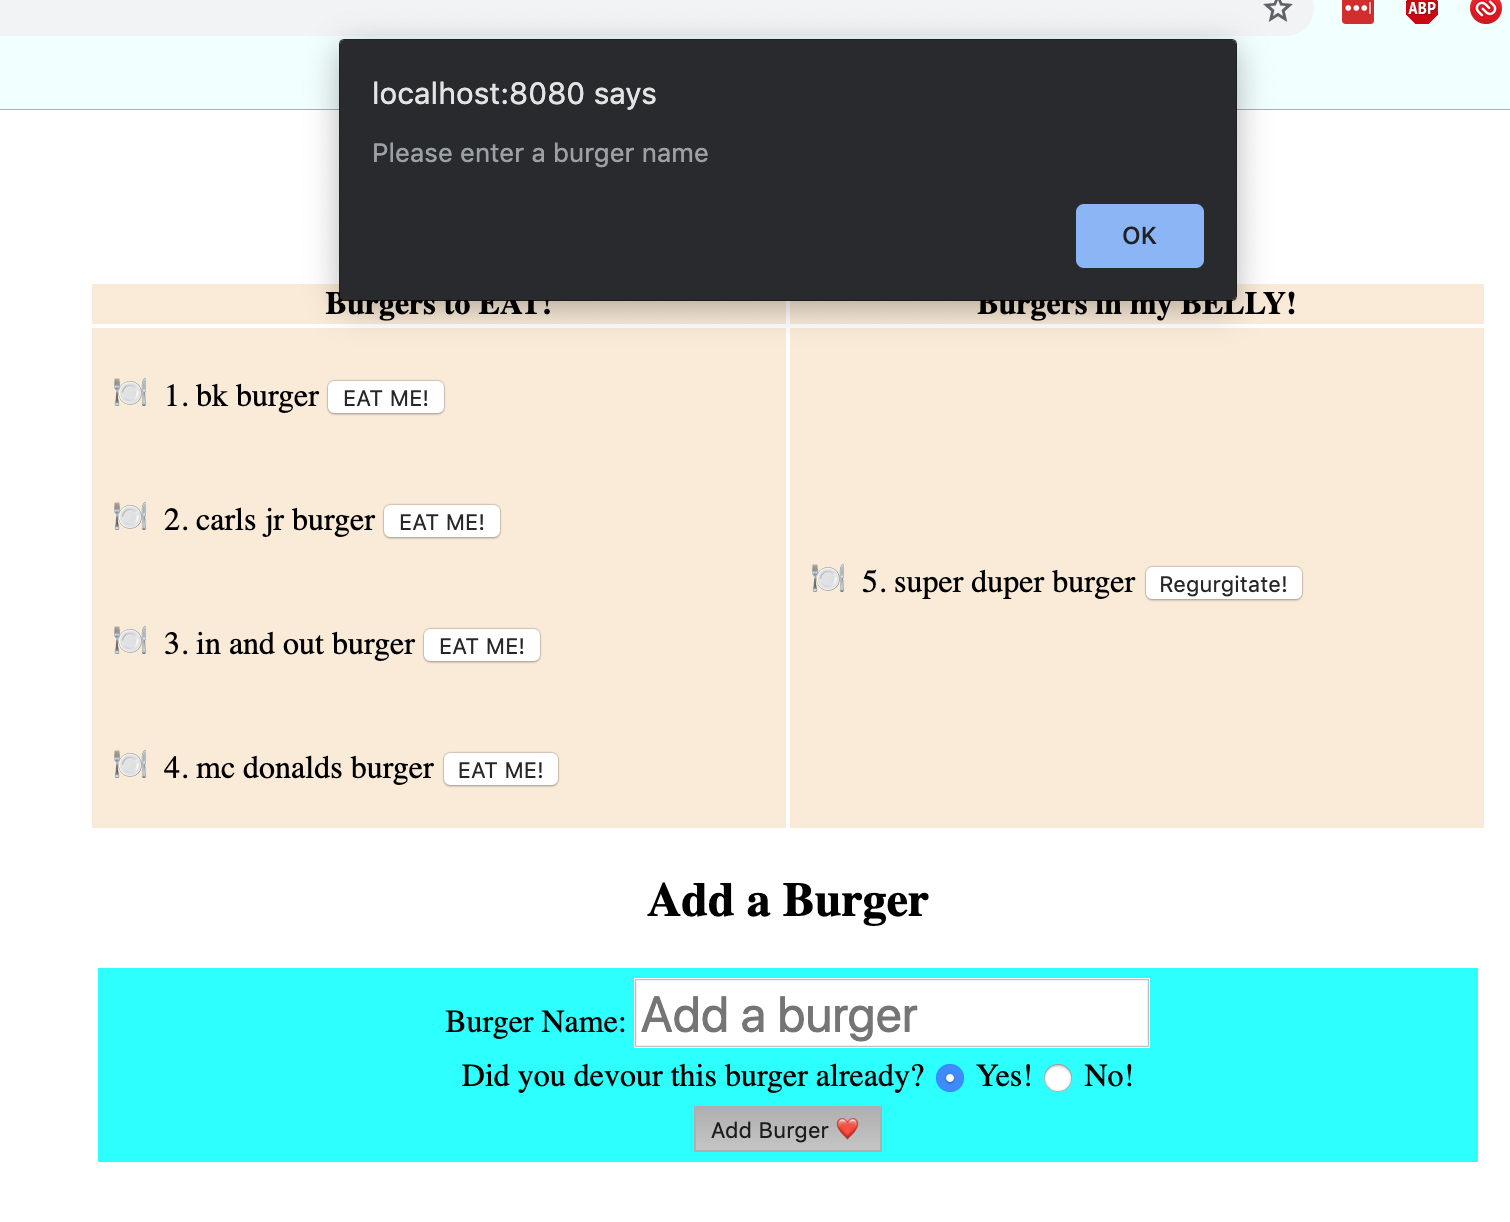 ABP
localhost:8080 says
Please enter a burger name
OK
Burgers to EAT!
Burgers in my BELLY!
1. bk burger EAT ME!
2. carls jr burger EAT ME!
3. in and out burger EAT ME!
4. mc donalds burger EAT ME!
5. super duper burger Regurgitate!
Add a Burger
Burger Name: Add a burger
Did you devour this burger already? Yes! No!
Add Burger ❤️